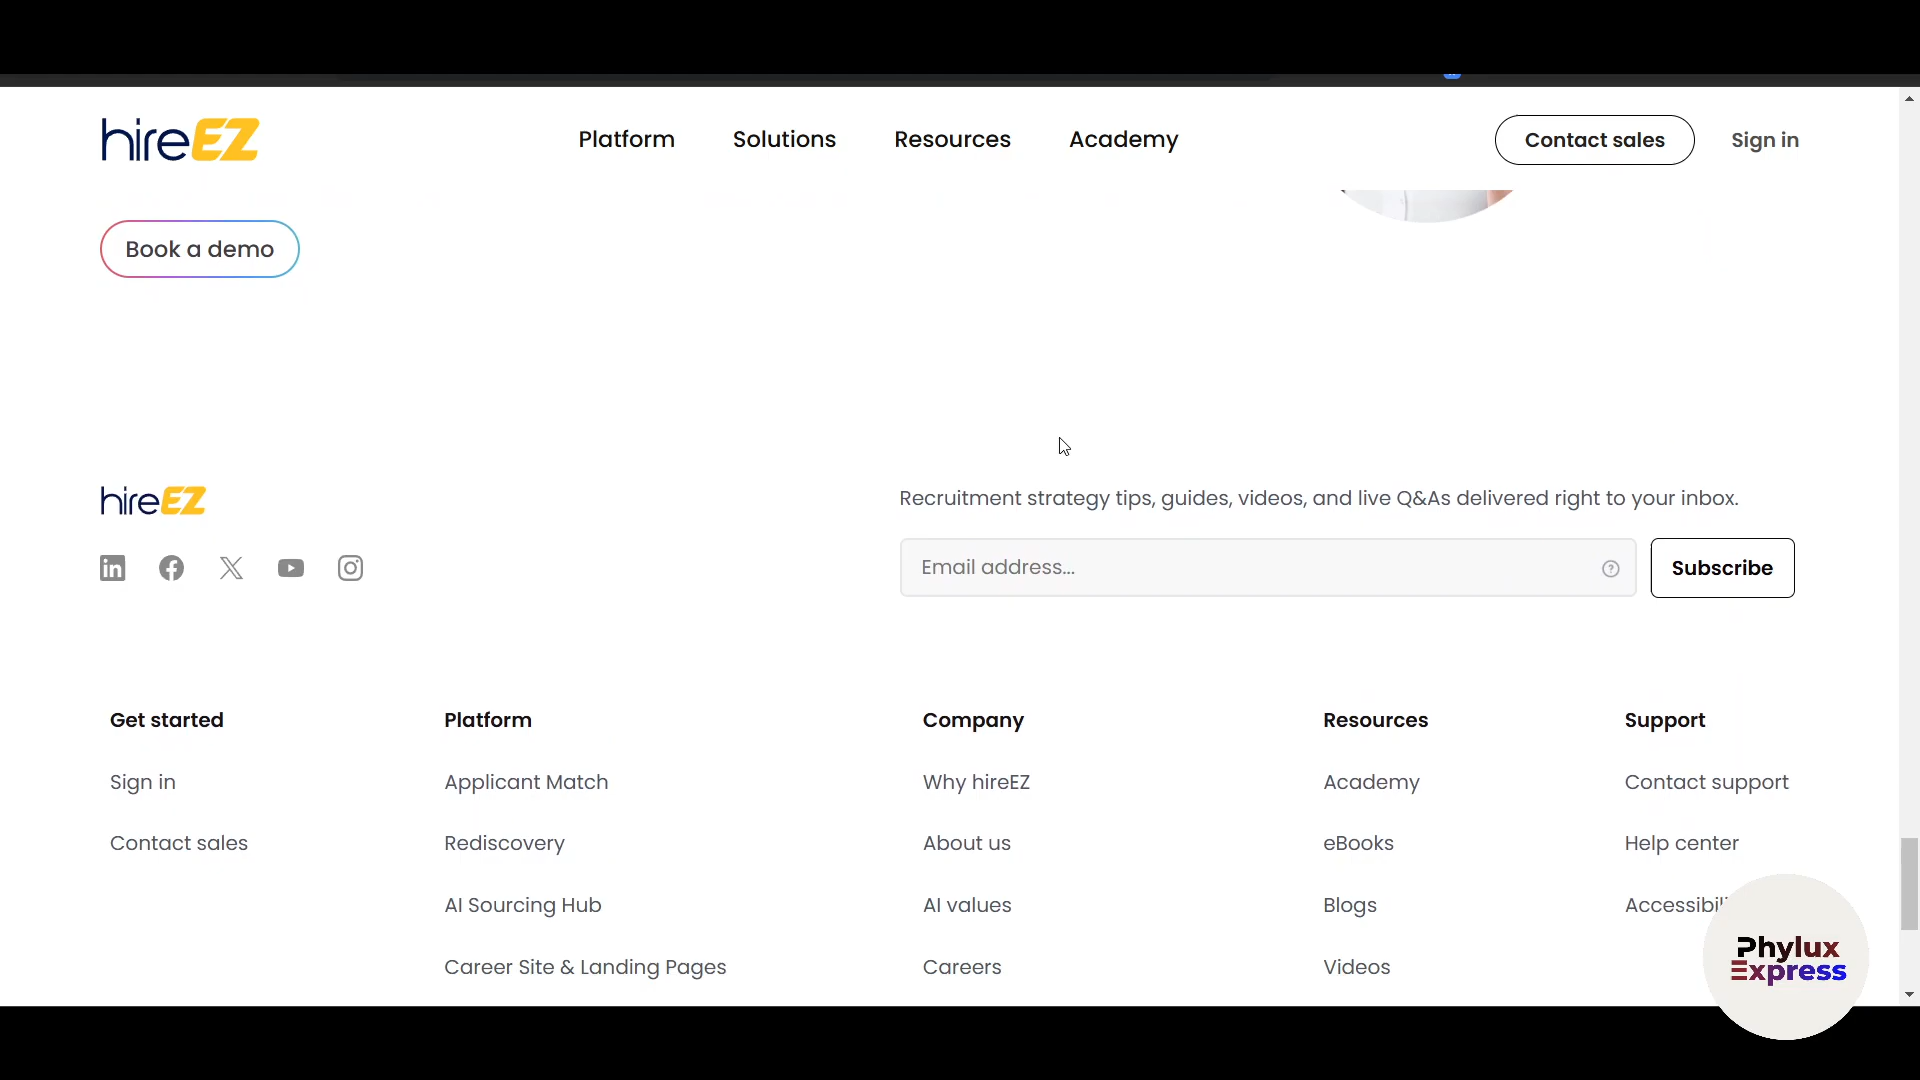 hireEZ
Platform
Solutions
Resources
Academy
Contact sales
Sign in
Book a demo
hireEZ
Recruitment strategy tips, guides, videos, and live Q&As delivered right to your inbox.
Email address...
Subscribe
Get started
Sign in
Contact sales
Platform
Applicant Match
Rediscovery
AI Sourcing Hub
Career Site & Landing Pages
Company
Why hireEZ
About us
AI values
Careers
Resources
Academy
eBooks
Blogs
Videos
Support
Contact support
Help center
Phylux
Express